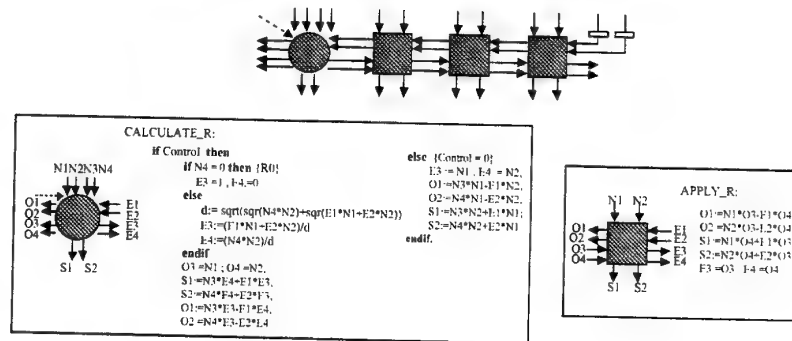 CALCULATE_R:
if Control then
if N4 = 0 then {R0}
E3 =1 , E4.=0
else
d:= sqrt(sqr(N4*N2)+sqr(E1*N1+E2*N2))
E3:=(E1*N1+E2*N2)/d
E4:=(N4*N2)/d
endif
O3 =N1 ; O4 =N2,
S1:=N3*E4+E1*E3,
S2:=N4*E4+E2*E3,
O1:=N3*E3-E1*E4,
O2 =N4*E3-E2*E4
else {Control = 0}
E3 := N1 , E4 = N2,
O1:=N3*N1-E1*N2,
O2:=N4*N1-E2*N2,
S1:=N3*N2+E1*N1;
S2:=N4*N2+E2*N1
endif.
N1N2N3N4
O1
O2
O3
O4
E1
E2
E3
E4
S1 S2
APPLY_R:
N1 N2
O1
O2
O3
O4
E1
E2
E3
E4
S1 S2
O1:=N1*O3-E1*O4
O2:=N2*O3-E2*O4
S1:=N1*O4+E1*O3
S2:=N2*O4+E2*O3
E3 =O3 E4 =O4